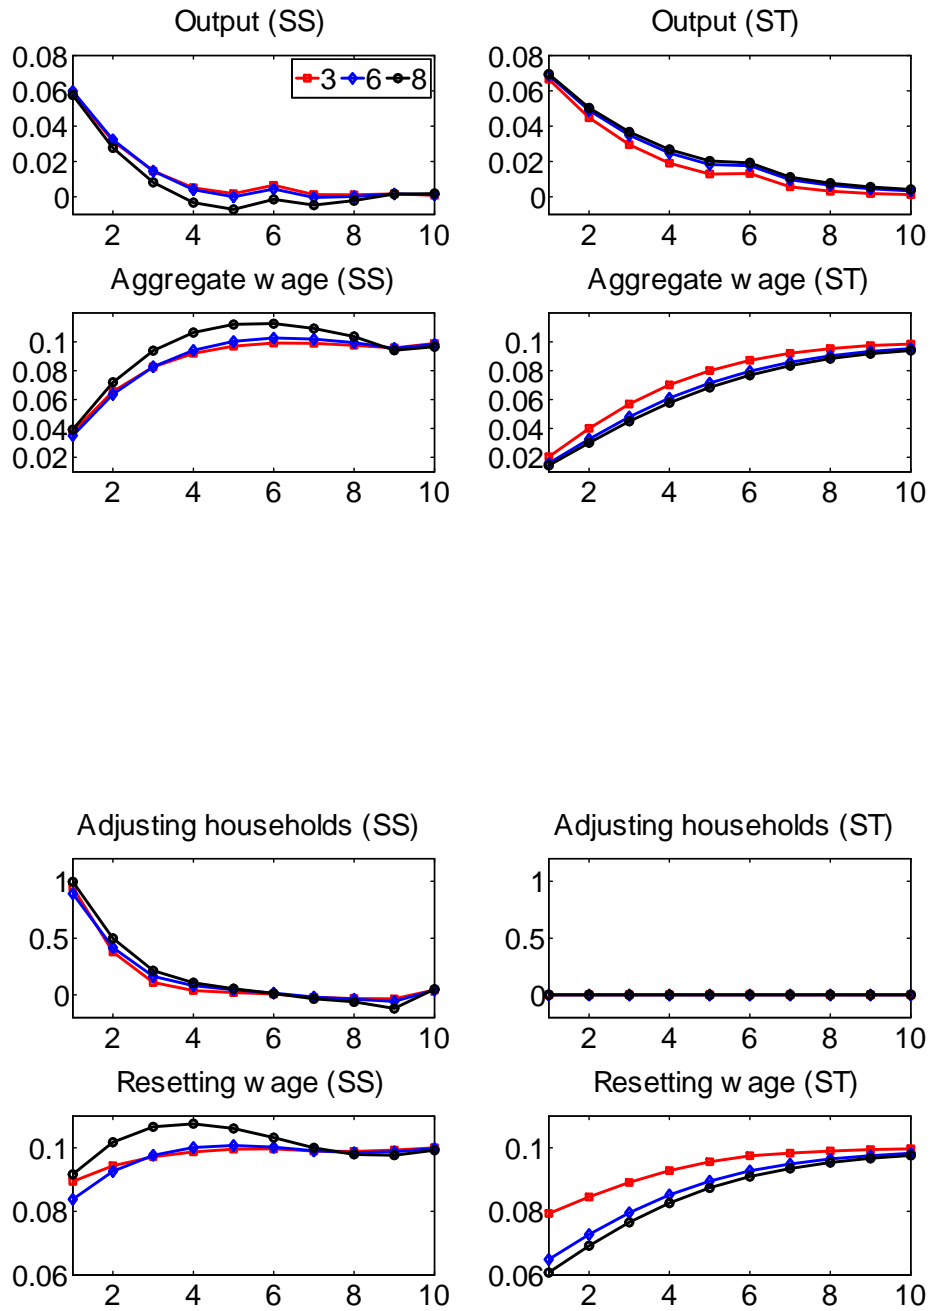 Output (SS)
Output (ST)
0.08
0.06
0.04
0.02
0
3 6 8
2 4 6 8 10
0.08
0.06
0.04
0.02
0
2 4 6 8 10
Aggregate wage (SS)
Aggregate wage (ST)
0.1
0.08
0.06
0.04
0.02
2 4 6 8 10
0.1
0.08
0.06
0.04
0.02
2 4 6 8 10
Adjusting households (SS)
Adjusting households (ST)
1
0.5
0
2 4 6 8 10
1
0.5
0
2 4 6 8 10
Resetting wage (SS)
Resetting wage (ST)
0.1
0.08
0.06
2 4 6 8 10
0.1
0.08
0.06
2 4 6 8 10